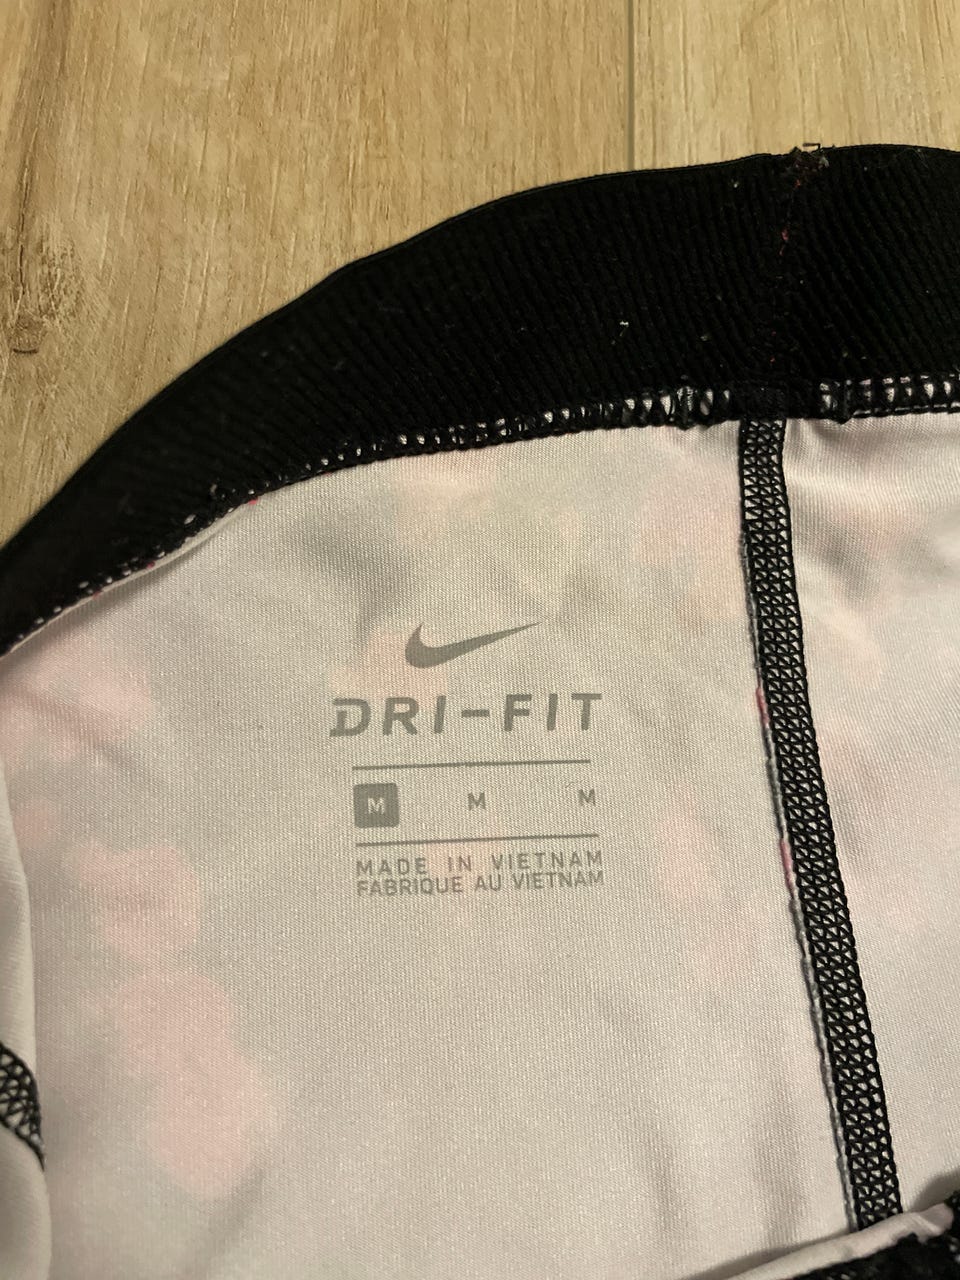 DRI-FIT
M M M
MADE IN VIETNAM
FABRIQUE AU VIETNAM